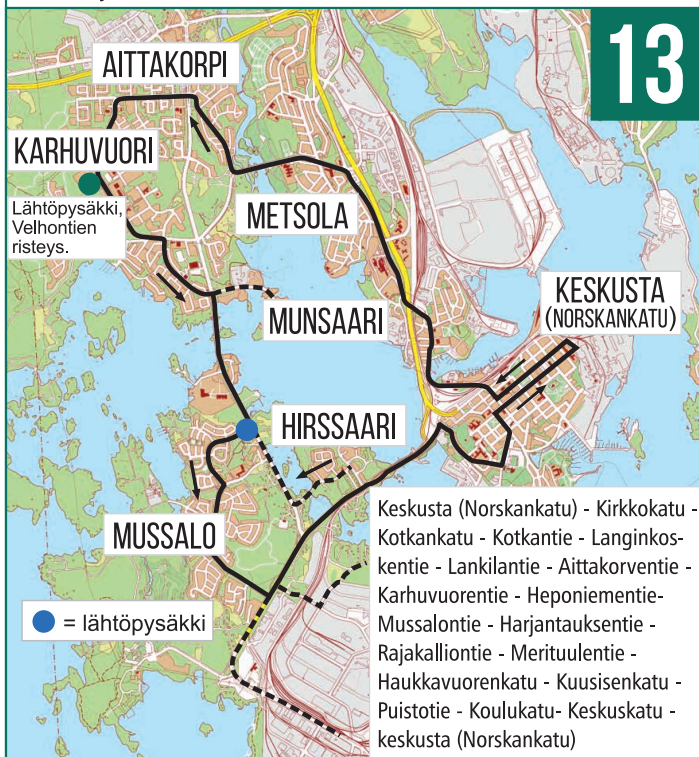 13
AITTAKORPI
KARHUVUORI
Lähtöpysäkki,
Velhontien
risteys.
METSOLA
KESKUSTA
(NORSKANKATU)
MUNSAARI
HIRSSAARI
MUSSALO
= lähtöpysäkki
Keskusta (Norskankatu) - Kirkkokatu -
Kotkankatu - Kotkantie - Langinkos-
kentie - Lankilantie - Aittakorventie -
Karhuvuorentie - Heponiementie-
Mussalontie - Harjantauksentie -
Rajakalliontie - Merituulentie -
Haukkavuorenkatu - Kuusisenkatu -
Puistotie - Koulukatu- Keskuskatu -
keskusta (Norskankatu)